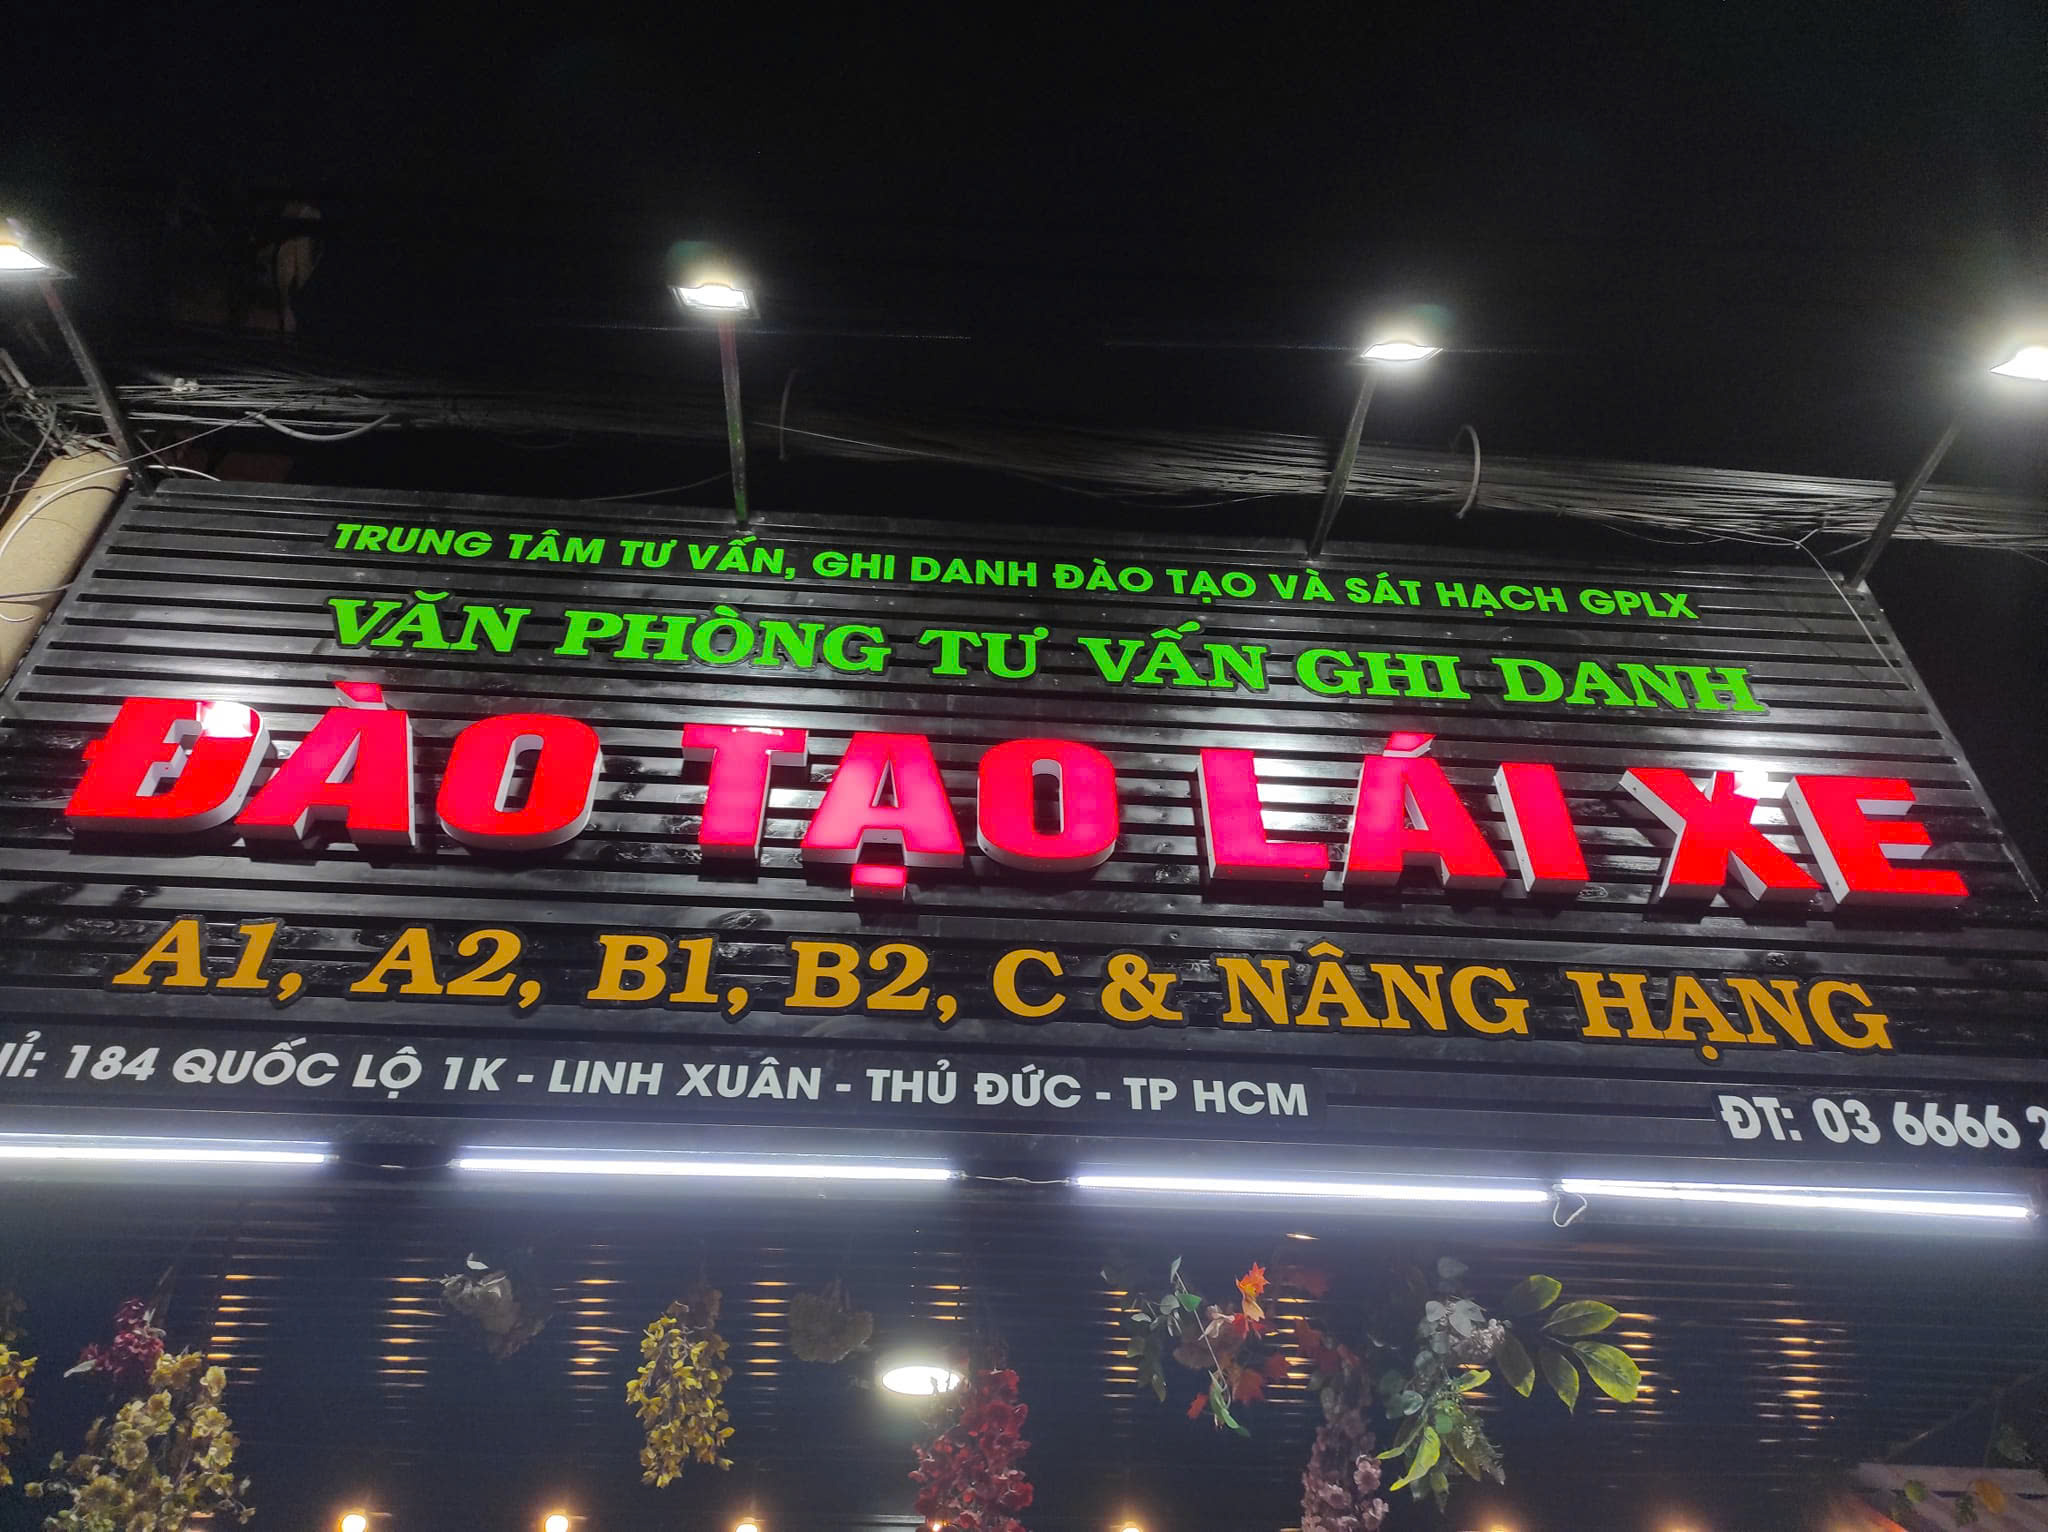 TRUNG TÂM TƯ VẤN, GHI DANH ĐÀO TẠO VÀ SÁT HẠCH GPLX
VĂN PHÒNG TƯ VẤN GHI DANH
ĐÀO TẠO LÁI XE
A1, A2, B1, B2, C & NÂNG HẠNG
184 QUỐC LỘ 1K - LINH XUÂN - THỦ ĐỨC - TP HCM
ĐT: 03 6666